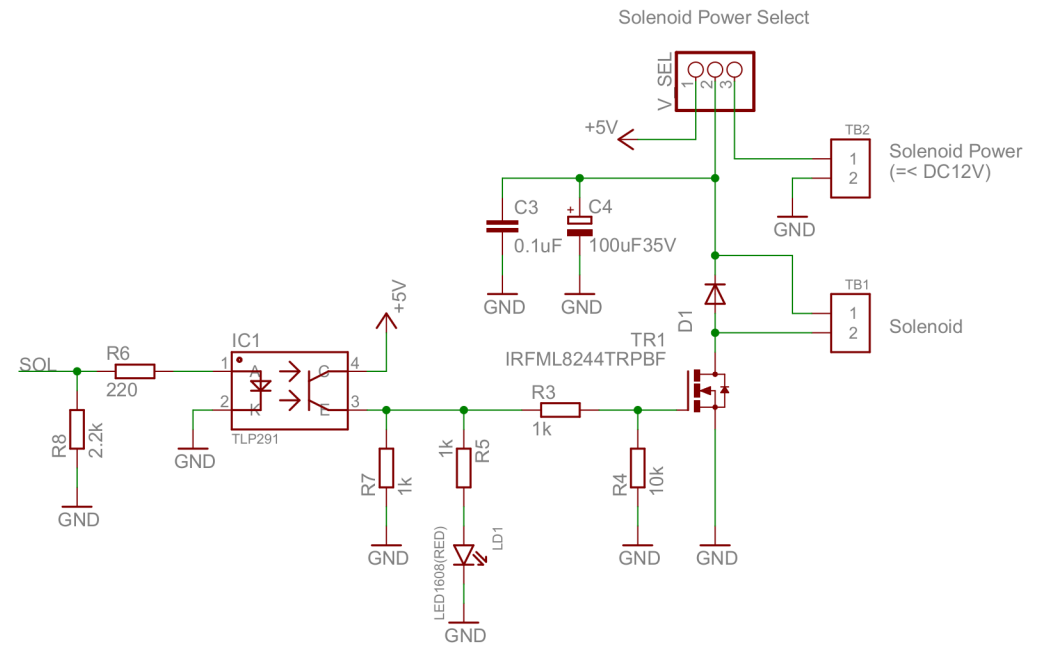 Solenoid Power Select
V_SEL
1
2
3
+5V
TB2
1
2
Solenoid Power
(=< DC12V)
GND
C3
0.1uF
+
C4
100uF35V
GND
GND
D1
TB1
1
2
Solenoid
TR1
IRFML8244TRPBF
+5V
SOL
R6
220
IC1
1
A
C
4
2
K
E
3
TLP291
GND
R8
2.2k
GND
R7
1k
GND
1k
R5
LED1608(RED)
LD1
GND
R3
1k
R4
10k
GND
GND